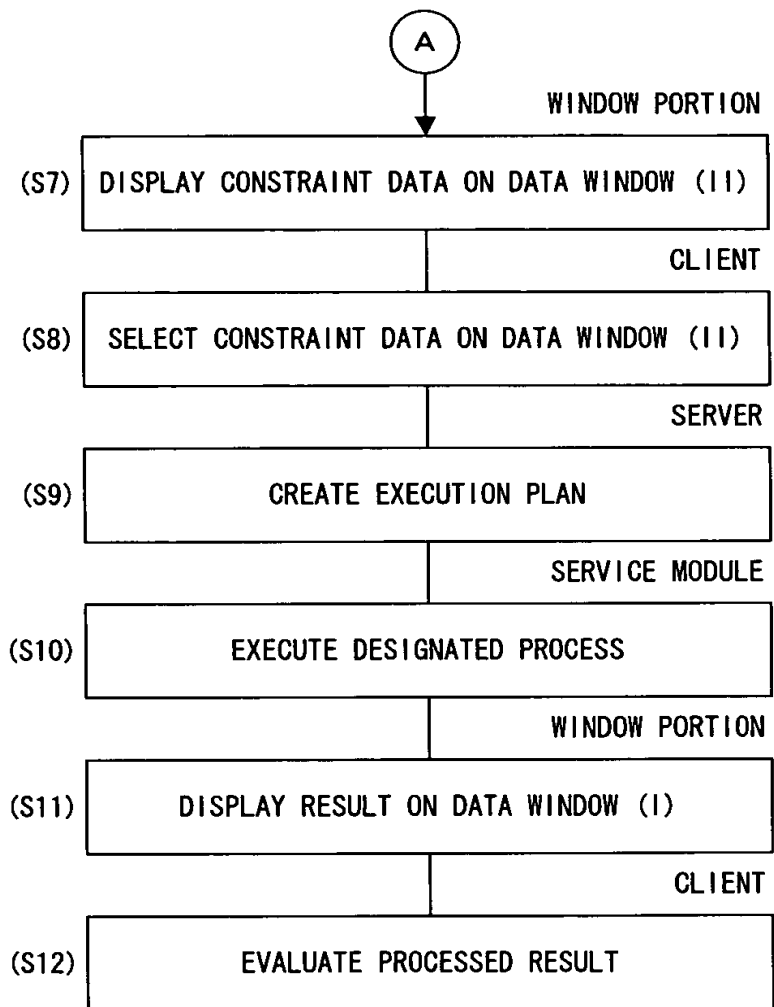 A
WINDOW PORTION
(S7) DISPLAY CONSTRAINT DATA ON DATA WINDOW (II)
CLIENT
(S8) SELECT CONSTRAINT DATA ON DATA WINDOW (II)
SERVER
(S9) CREATE EXECUTION PLAN
SERVICE MODULE
(S10) EXECUTE DESIGNATED PROCESS
WINDOW PORTION
(S11) DISPLAY RESULT ON DATA WINDOW (I)
CLIENT
(S12) EVALUATE PROCESSED RESULT